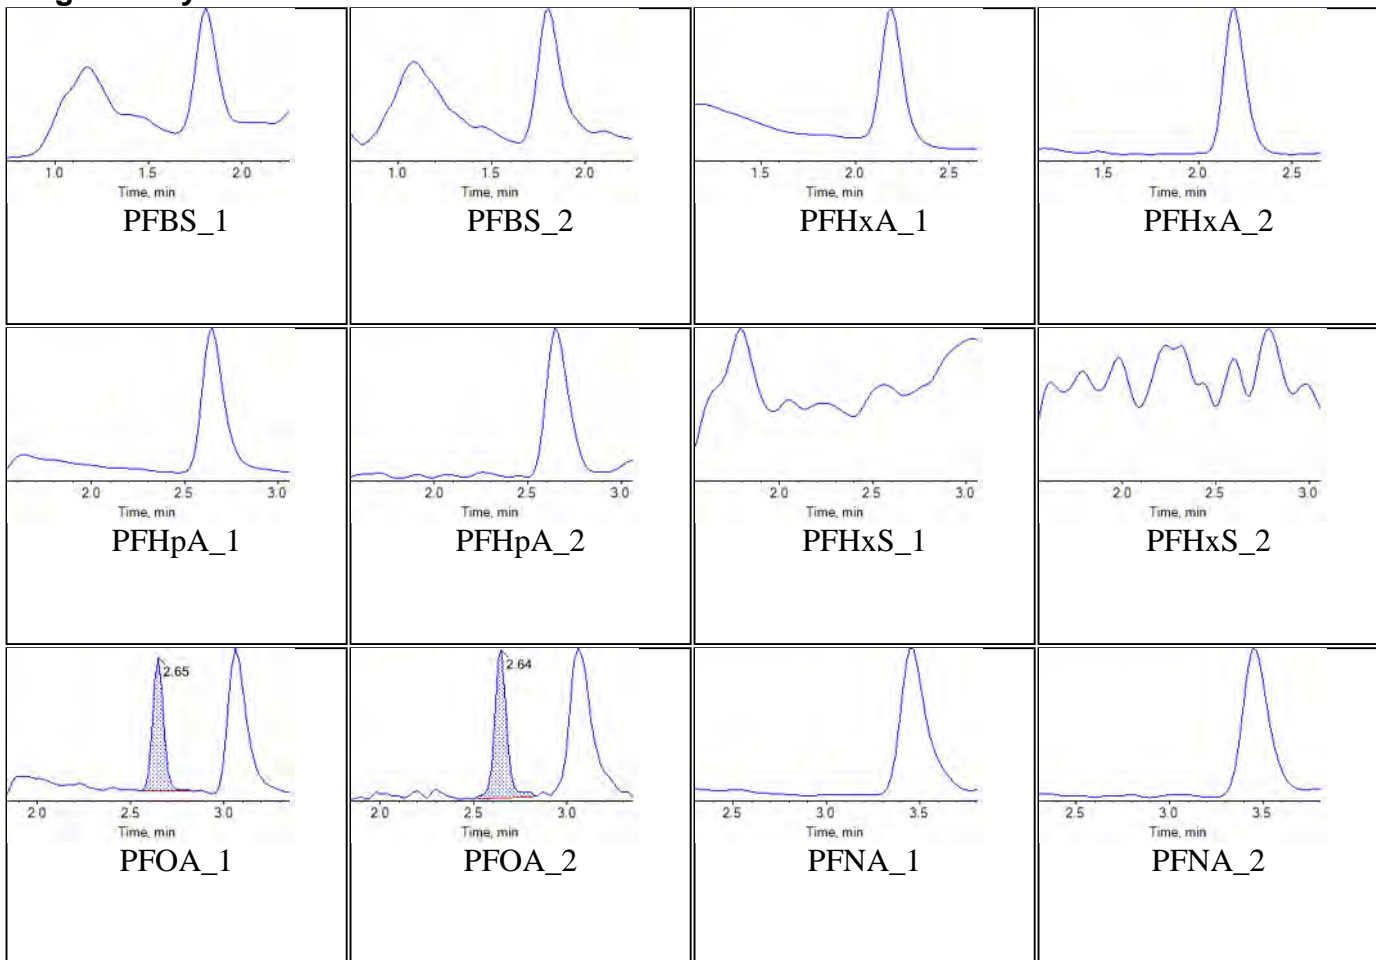 1.0 1.5 2.0 1.0 1.5 2.0 1.5 2.0 2.5 1.5 2.0 2.5
Time, min Time, min Time, min Time, min
PFBS_1 PFBS_2 PFHxA_1 PFHxA_2
2.0 2.5 3.0 2.0 2.5 3.0 2.0 2.5 3.0 2.0 2.5 3.0
Time, min Time, min Time, min Time, min
PFHpA_1 PFHpA_2 PFHxS_1 PFHxS_2
2.65 2.64
2.0 2.5 3.0 2.0 2.5 3.0 2.5 3.0 3.5 2.5 3.0 3.5
Time, min Time, min Time, min Time, min
PFOA_1 PFOA_2 PFNA_1 PFNA_2